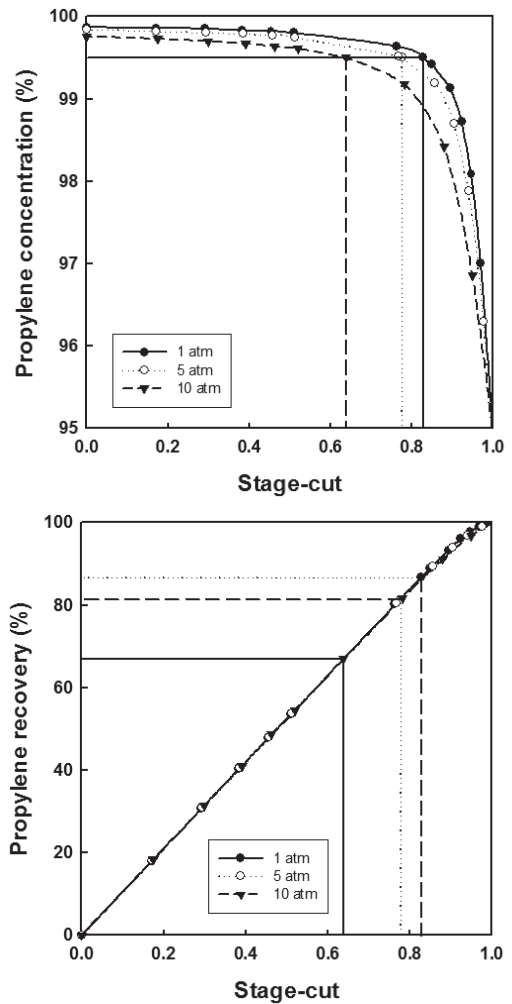 Propylene concentration (%)
100
99
98
97
96
95
1 atm
5 atm
10 atm
0.0 0.2 0.4 0.6 0.8 1.0
Stage-cut
Propylene recovery (%)
100
80
60
40
20
0
1 atm
5 atm
10 atm
0.0 0.2 0.4 0.6 0.8 1.0
Stage-cut